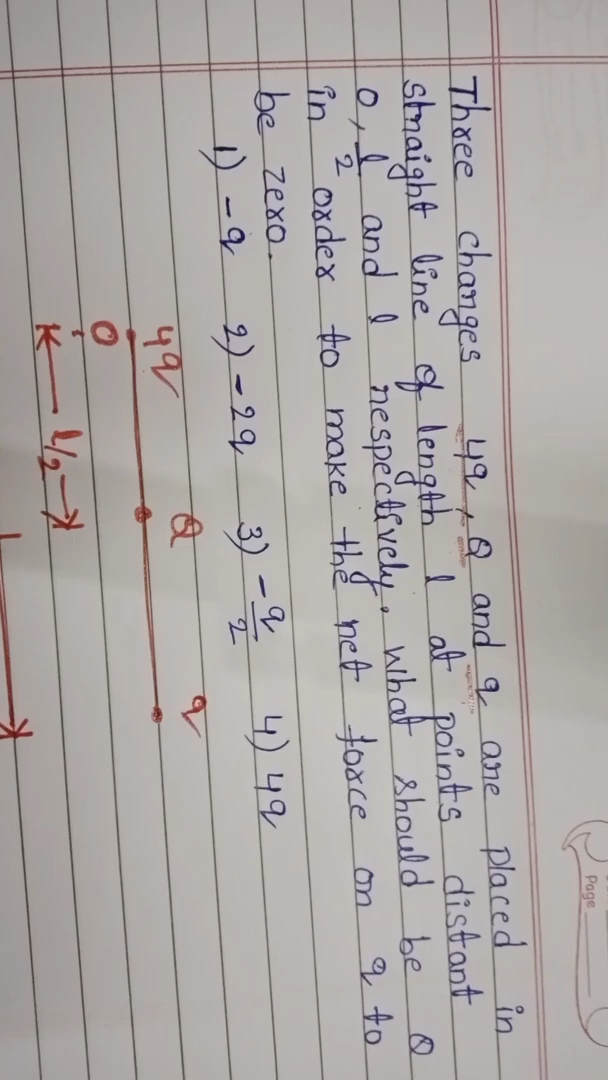 Page
Three changes 4q, Q and q are placed in
straight line of length l at points distant
0, l/2 and l respectively. what should be Q
in order to make the net force on q to
be zero.
1) -q 2) -2q 3) -q/2 4) 4q
4q Q q
0
l/2